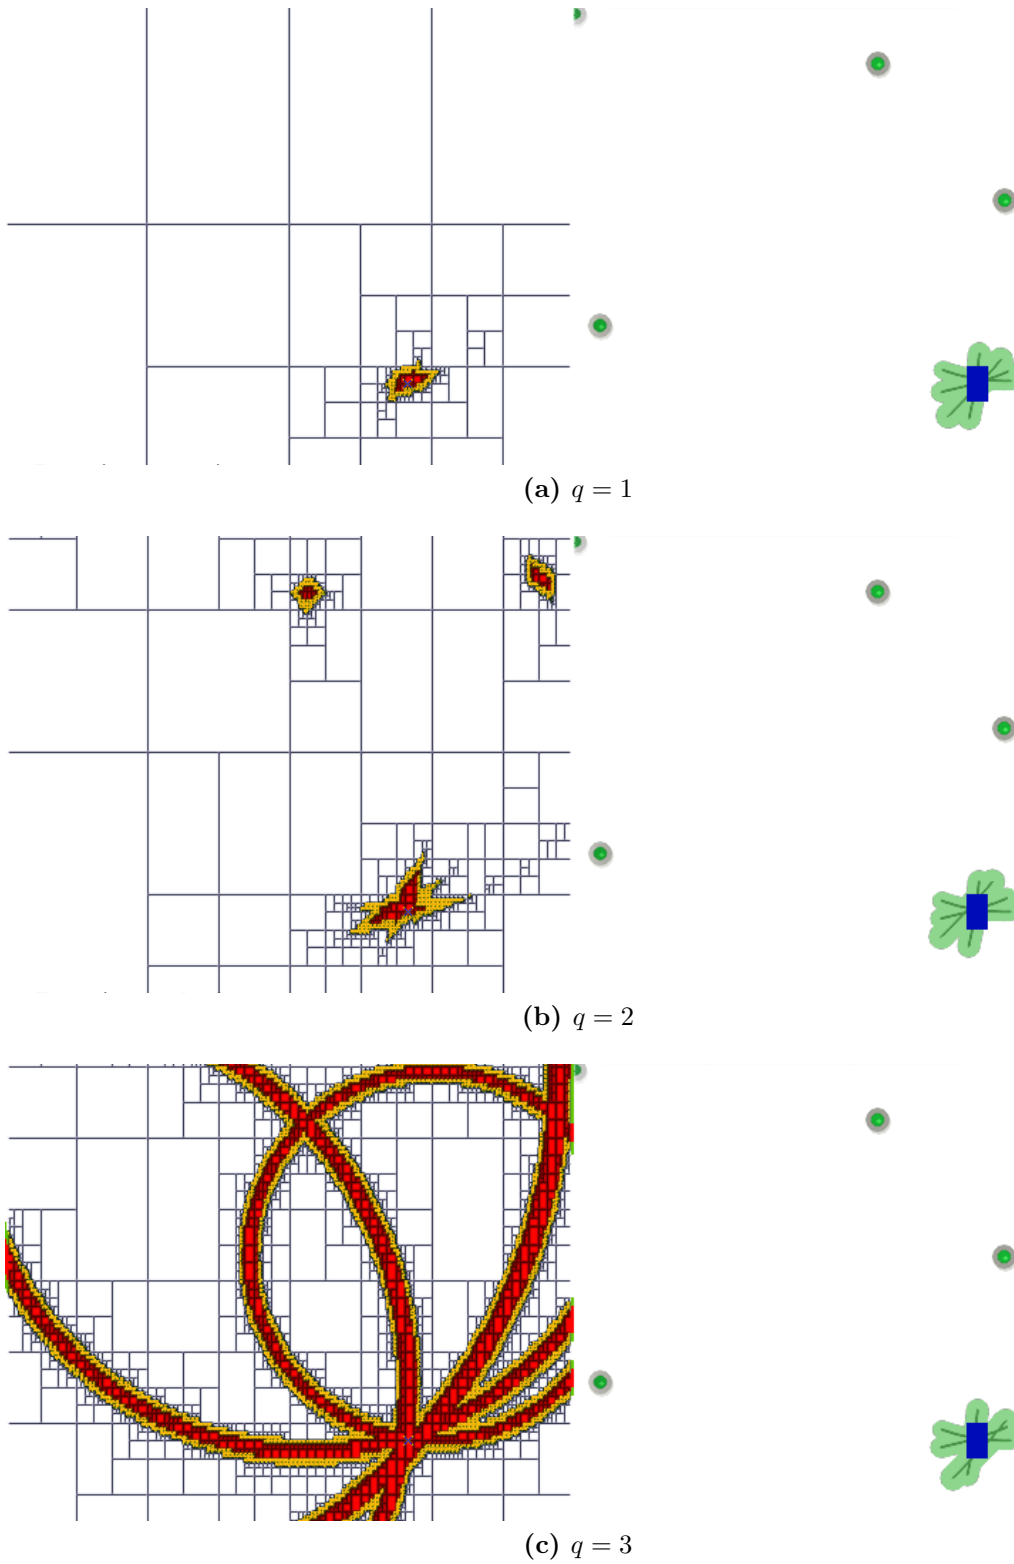 (a) q = 1
(b) q = 2
(c) q = 3